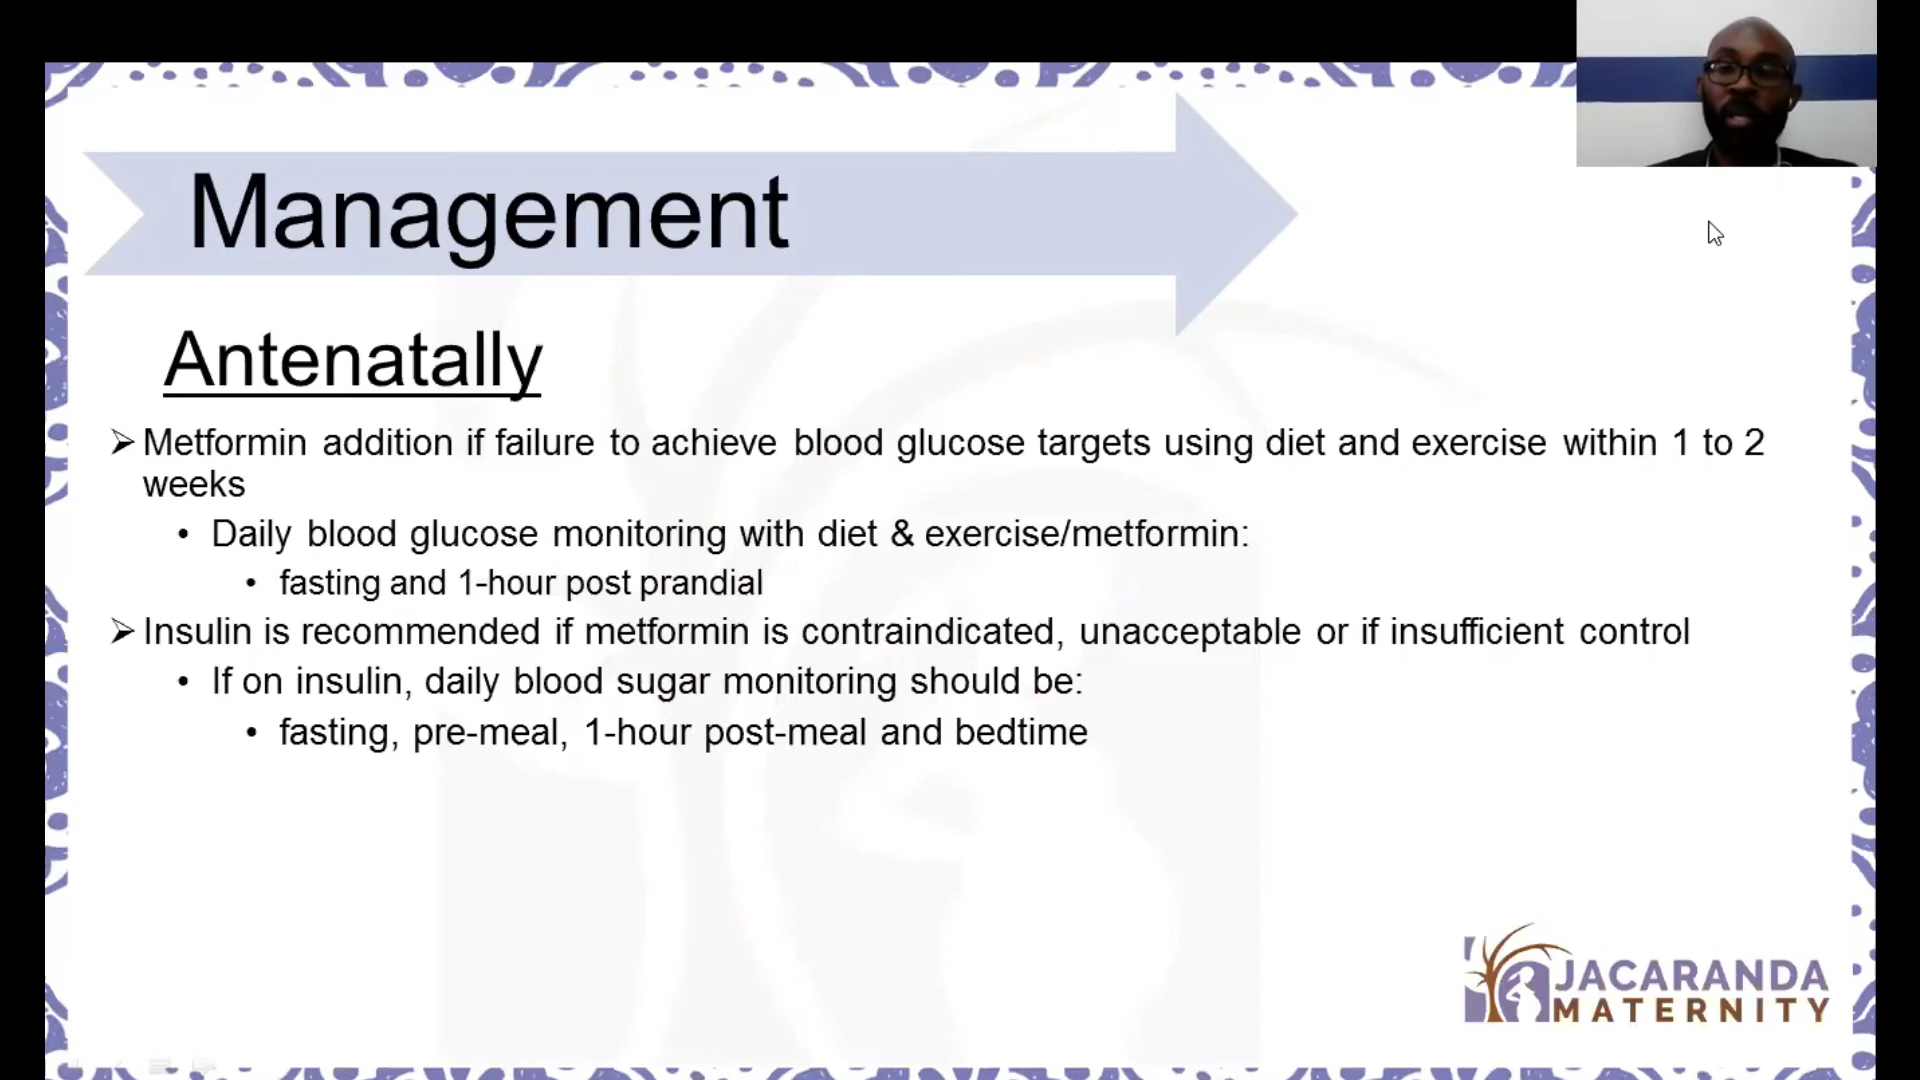 Management
Antenatally
➢ Metformin addition if failure to achieve blood glucose targets using diet and exercise within 1 to 2
weeks
• Daily blood glucose monitoring with diet & exercise/metformin:
• fasting and 1-hour post prandial
➢ Insulin is recommended if metformin is contraindicated, unacceptable or if insufficient control
• If on insulin, daily blood sugar monitoring should be:
• fasting, pre-meal, 1-hour post-meal and bedtime
JACARANDA
MATERNITY